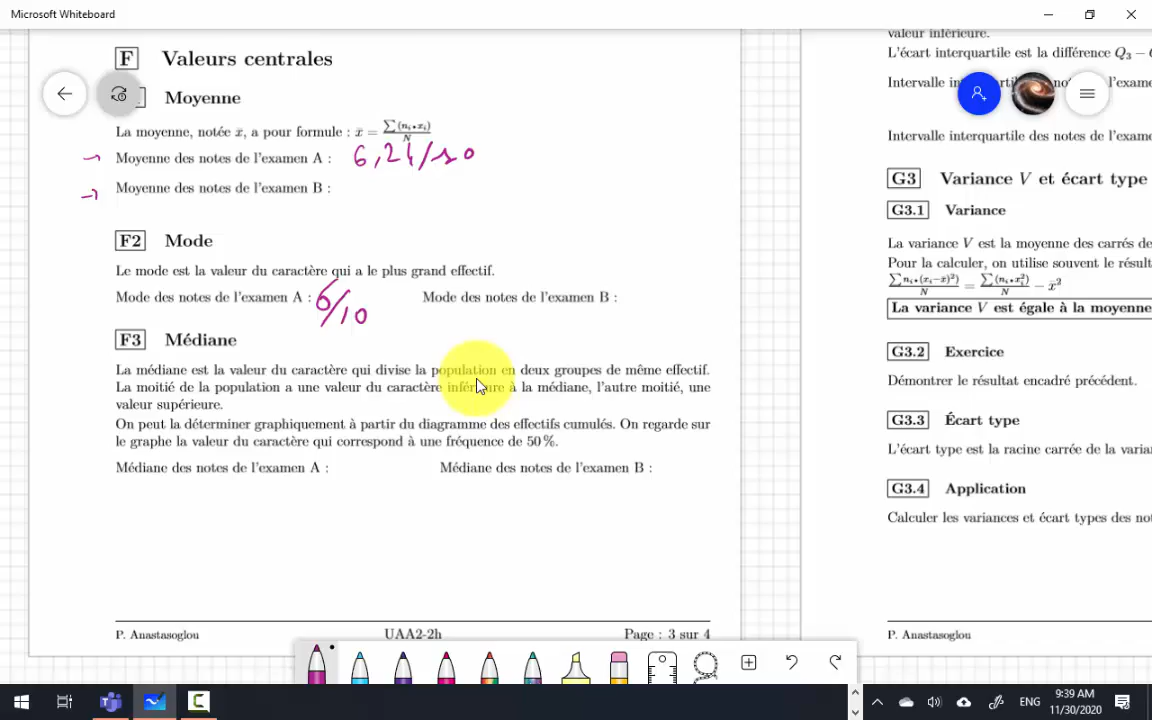 Microsoft Whiteboard
F Valeurs centrales
Moyenne
La moyenne, notée x̄, a pour formule : x̄ = ∑(nᵢ•xᵢ)/N
→ Moyenne des notes de l'examen A : 6,24/10
→ Moyenne des notes de l'examen B :
F2 Mode
Le mode est la valeur du caractère qui a le plus grand effectif.
Mode des notes de l'examen A : 6/10 Mode des notes de l'examen B :
F3 Médiane
La médiane est la valeur du caractère qui divise la population en deux groupes de même effectif.
La moitié de la population a une valeur du caractère inférieure à la médiane, l'autre moitié, une
valeur supérieure.
On peut la déterminer graphiquement à partir du diagramme des effectifs cumulés. On regarde sur
le graphe la valeur du caractère qui correspond à une fréquence de 50 %.
Médiane des notes de l'examen A : Médiane des notes de l'examen B :
P. Anastasoglou UAA2-2h Page : 3 sur 4
valeur inférieure.
L'écart interquartile est la différence Q₃ −
Intervalle des notes de l'exame
Intervalle interquartile des notes de l'exame
G3 Variance V et écart type
G3.1 Variance
La variance V est la moyenne des carrés de
Pour la calculer, on utilise souvent le résult
∑nᵢ•(xᵢ−x̄)²/N = ∑(nᵢ•xᵢ²)/N − x̄²
La variance V est égale à la moyenne
G3.2 Exercice
Démontrer le résultat encadré précédent.
G3.3 Écart type
L'écart type est la racine carrée de la varia
G3.4 Application
Calculer les variances et écart types des no
P. Anastasoglou
ENG
9:39 AM
11/30/2020